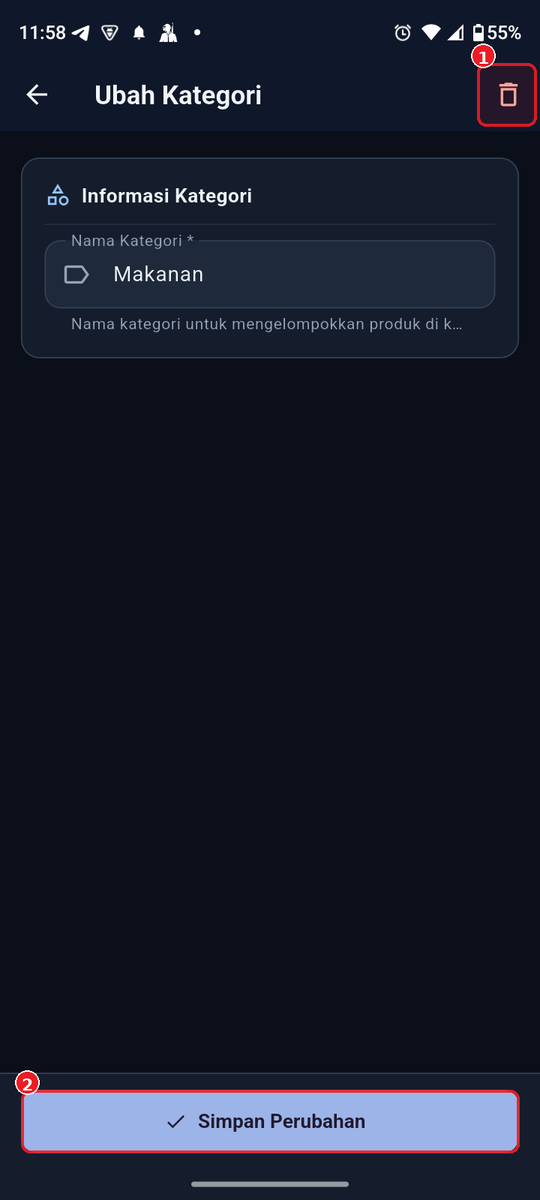 11:58
55%
1
Ubah Kategori
Informasi Kategori
Nama Kategori *
Makanan
Nama kategori untuk mengelompokkan produk di k...
2
Simpan Perubahan